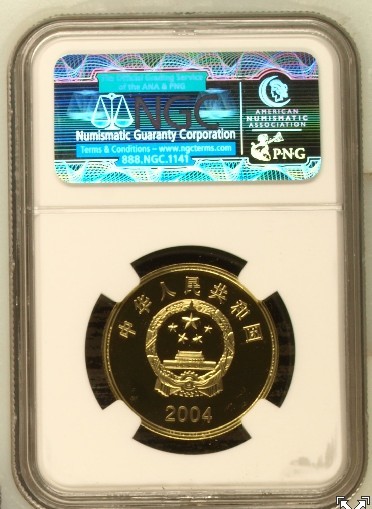 Official Grading Service
of the ANA & PNG
NGC
Numismatic Guaranty Corporation
Terms & Conditions – www.ngcterms.com
888.NGC.1141
AMERICAN
NUMISMATIC
ASSOCIATION
PNG
中华人民共和国
2004